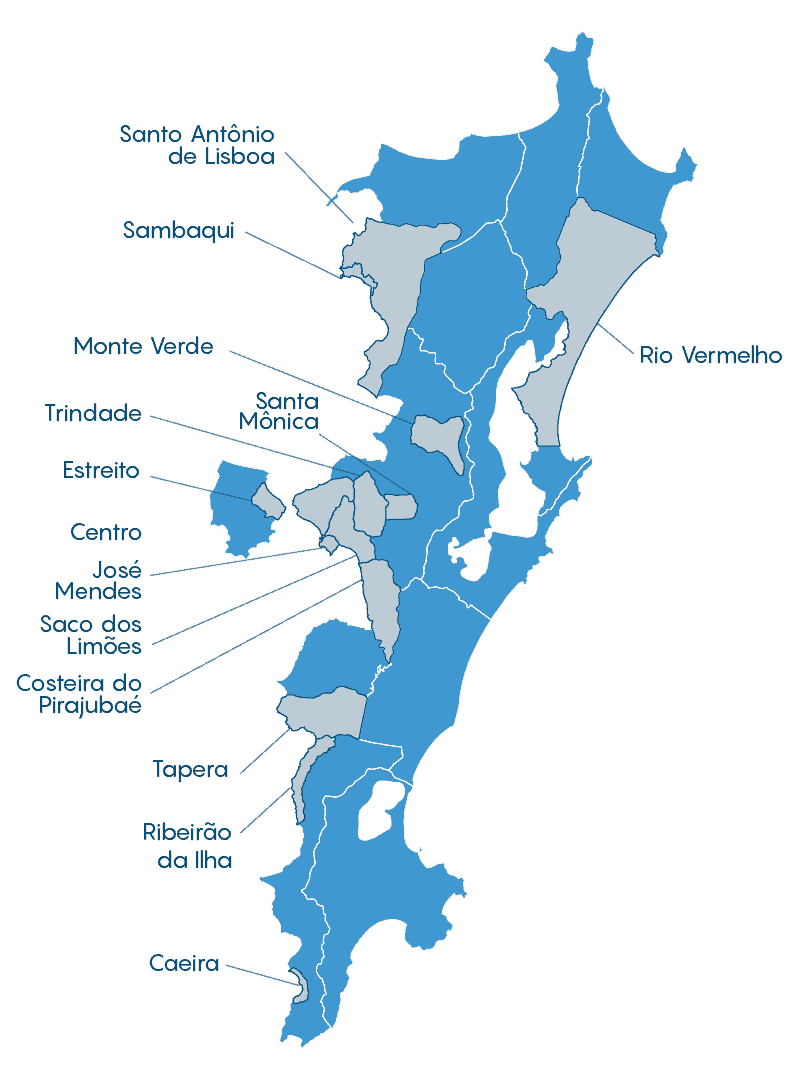 Santo Antônio
de Lisboa
Sambaqui
Monte Verde
Rio Vermelho
Santa
Mônica
Trindade
Estreito
Centro
José
Mendes
Saco dos
Limões
Costeira do
Pirajubaé
Tapera
Ribeirão
da Ilha
Caeira